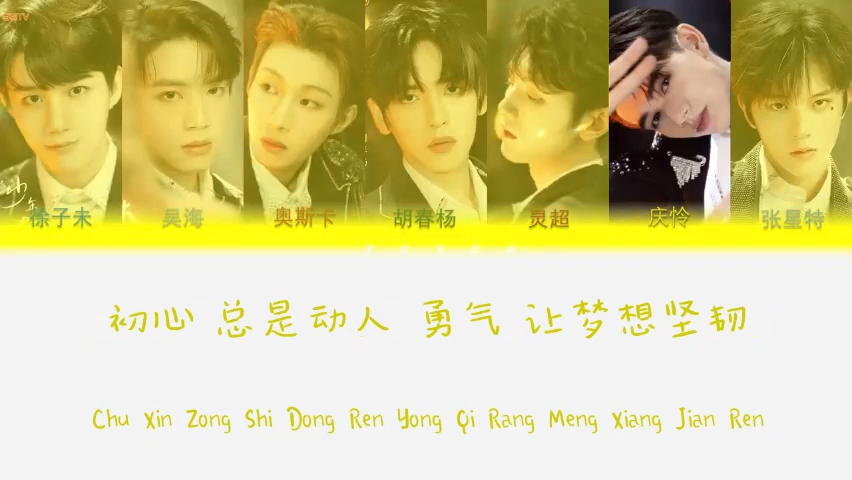 徐子未 吴海 奥斯卡 胡春杨 灵超 庆怜 张星特
初心 总是动人 勇气 让梦想坚韧
Chu Xin Zong Shi Dong Ren Yong Qi Rang Meng Xiang Jian Ren